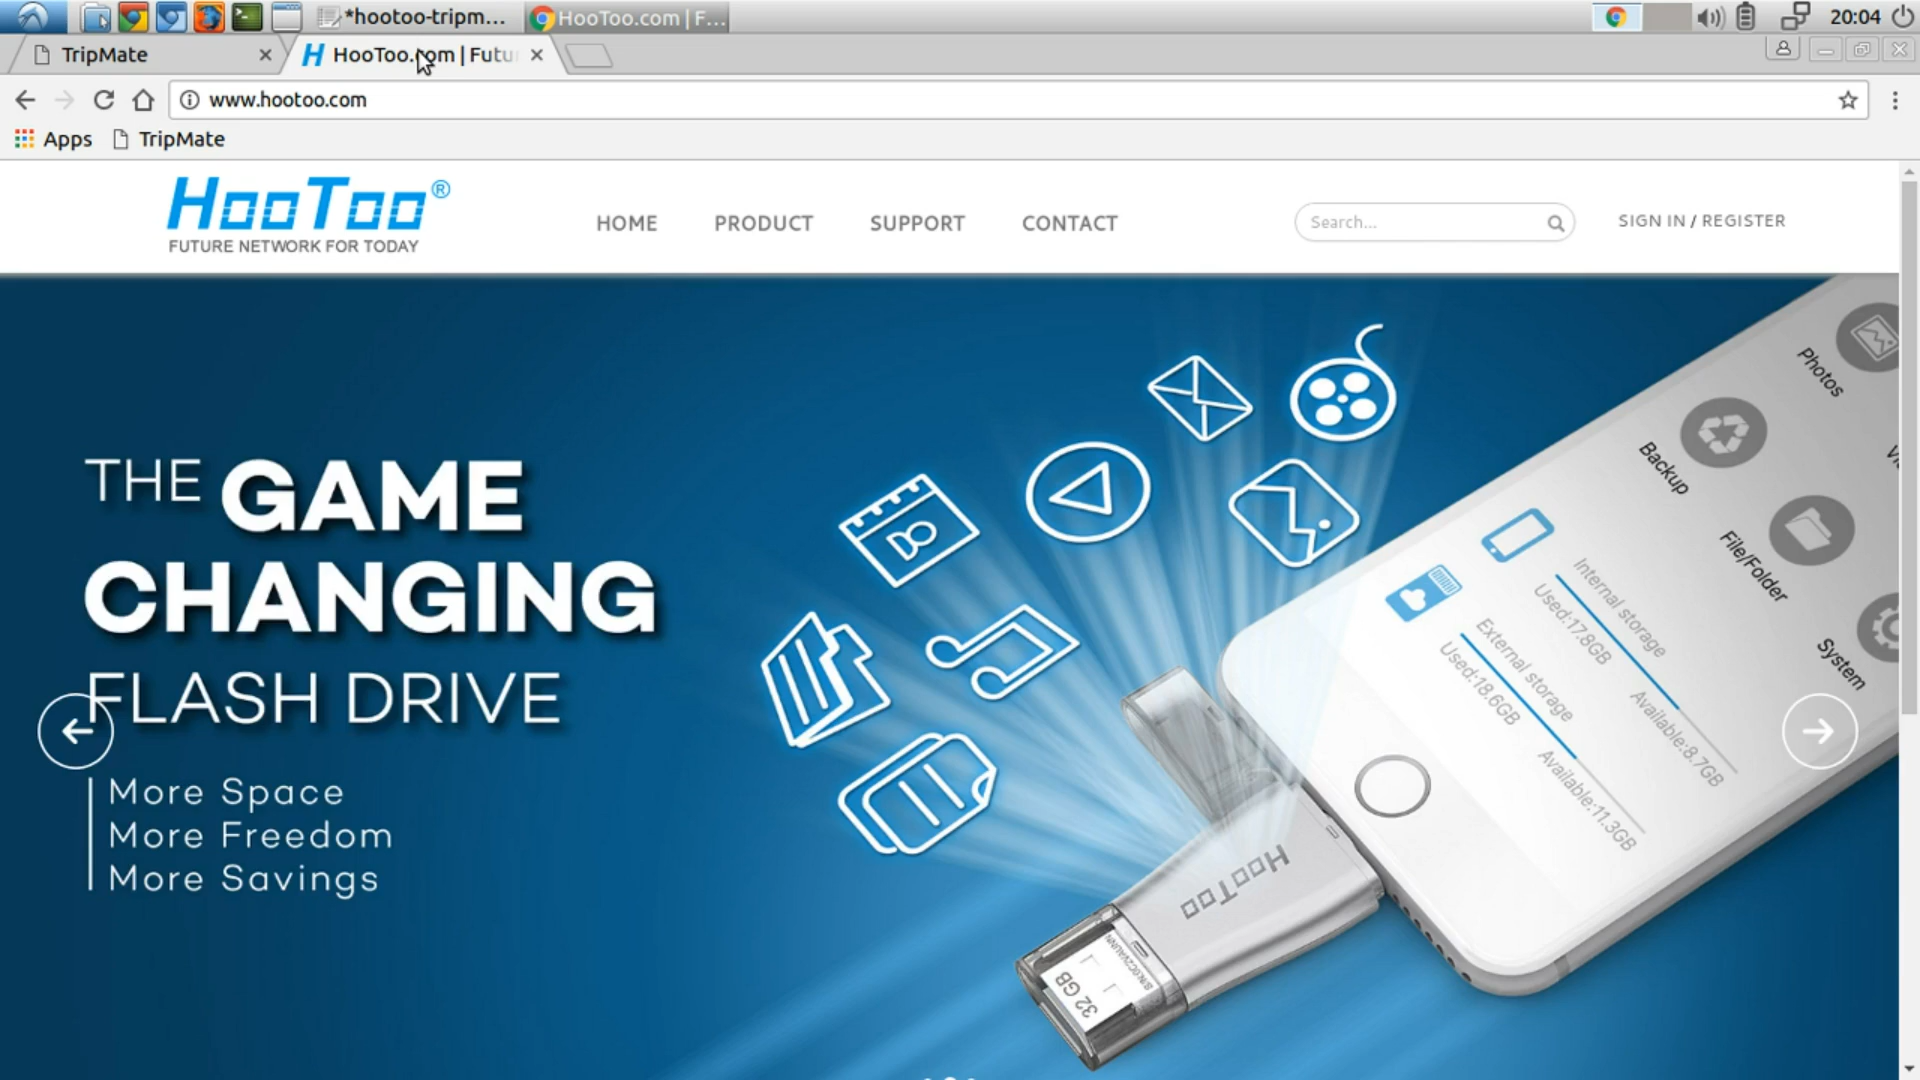 *hootoo-tripm...
HooToo.com | F...
20:04
TripMate
HooToo.com | Futu
www.hootoo.com
Apps
TripMate
HooToo®
FUTURE NETWORK FOR TODAY
HOME
PRODUCT
SUPPORT
CONTACT
Search...
SIGN IN / REGISTER
THE GAME
CHANGING
FLASH DRIVE
More Space
More Freedom
More Savings
Photos
Backup
File/Folder
System
Internal storage
Used:17.8GB
Available:8.7GB
External storage
Used:18.6GB
Available:11.3GB
HooToo
32 GB